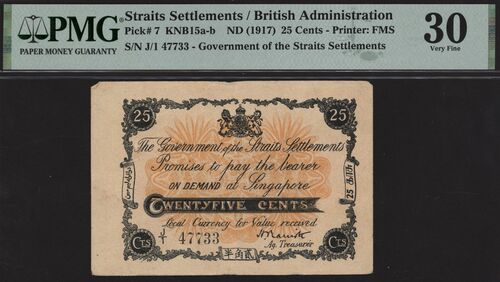 PMG
PAPER MONEY GUARANTY
Straits Settlements / British Administration
Pick# 7 KNB15a-b ND (1917) 25 Cents - Printer: FMS
S/N J/1 47733 - Government of the Straits Settlements
30
Very Fine
25
25
The Government of the Straits Settlements
Promises to pay the bearer
ON DEMAND at Singapore
TWENTYFIVE CENTS
Local Currency for Value received
J/1 47733
Ag. Treasurer
CTS
CTS
半角貳